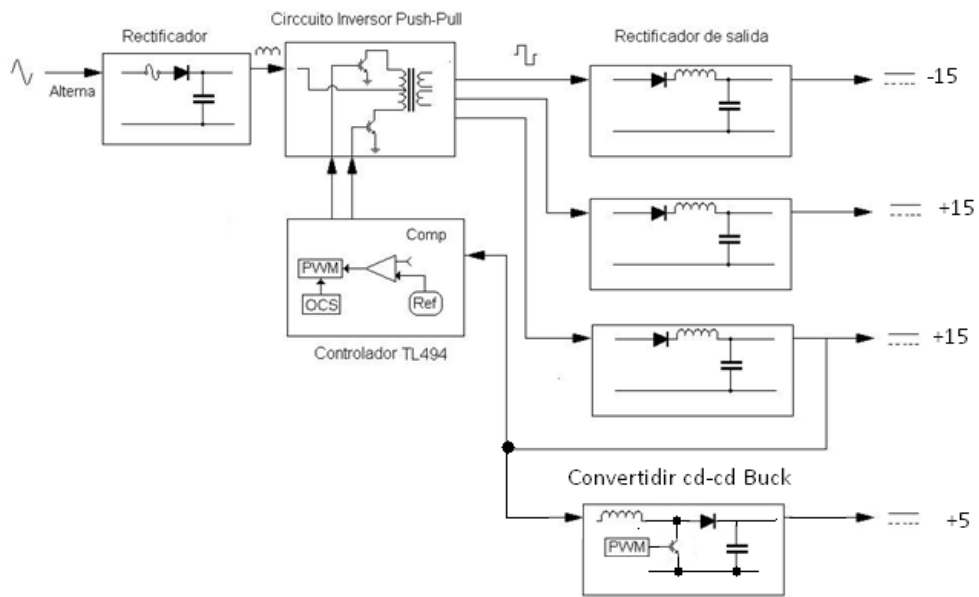 Circcuito Inversor Push-Pull
Rectificador
Rectificador de salida
Alterna
-15
+15
Comp
PWM
OCS
Ref
Controlador TL494
+15
Convertidir cd-cd Buck
PWM
+5